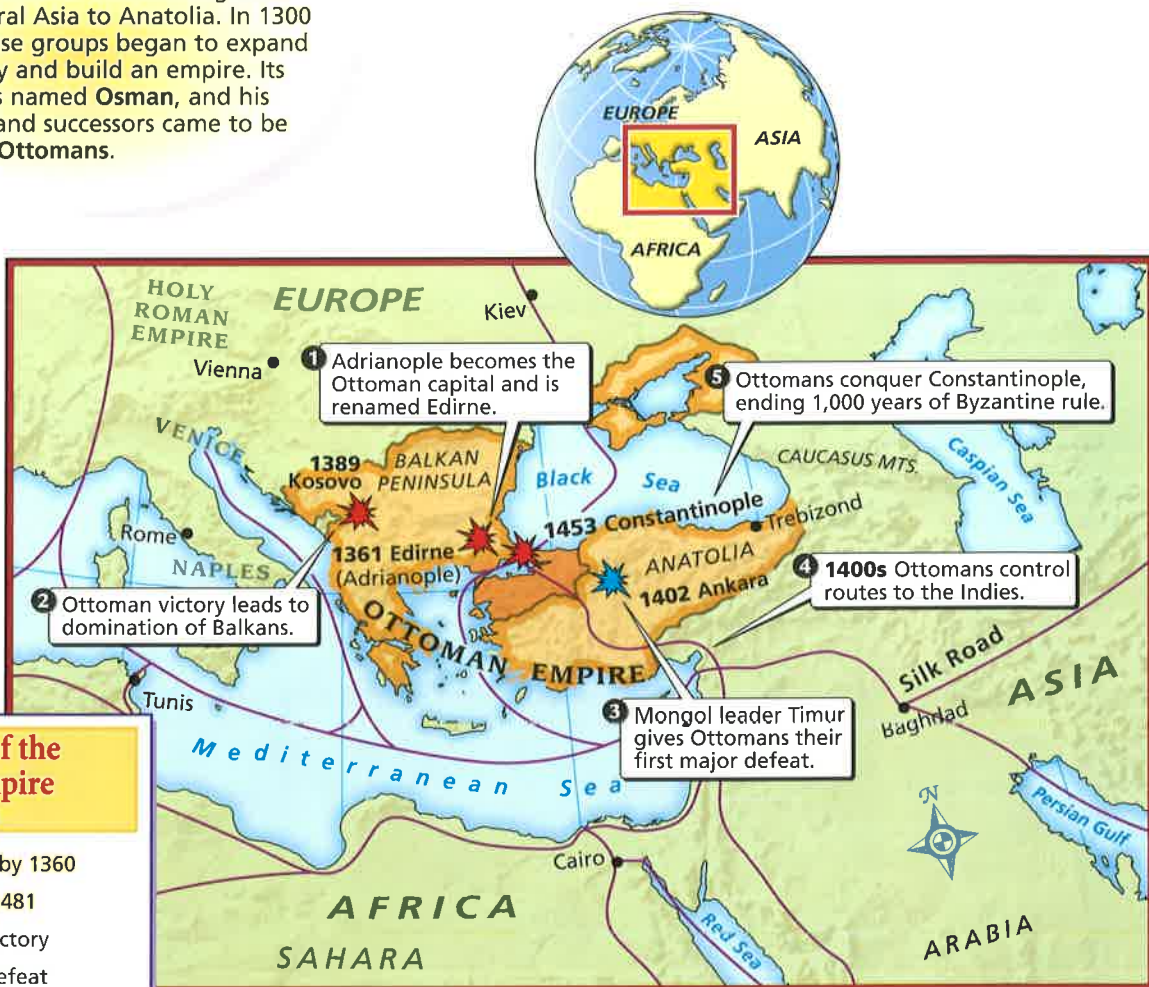 ral Asia to Anatolia. In 1300
se groups began to expand
y and build an empire. Its
s named Osman, and his
and successors came to be
Ottomans.
EUROPE
ASIA
AFRICA
HOLY
ROMAN
EMPIRE
EUROPE
Kiev
Vienna
1 Adrianople becomes the
Ottoman capital and is
renamed Edirne.
5 Ottomans conquer Constantinople,
ending 1,000 years of Byzantine rule.
VENICE
1389
Kosovo
BALKAN
PENINSULA
Black Sea
CAUCASUS MTS.
Caspian Sea
1453 Constantinople
Trebizond
Rome
NAPLES
1361 Edirne
(Adrianople)
ANATOLIA
1402 Ankara
4 1400s Ottomans control
routes to the Indies.
2 Ottoman victory leads to
domination of Balkans.
OTTOMAN EMPIRE
Silk Road
ASIA
Tunis
Baghdad
3 Mongol leader Timur
gives Ottomans their
first major defeat.
Mediterranean Sea
Persian Gulf
N
f the
pire
by 1360
481
ctory
efeat
Cairo
AFRICA
SAHARA
Red Sea
ARABIA